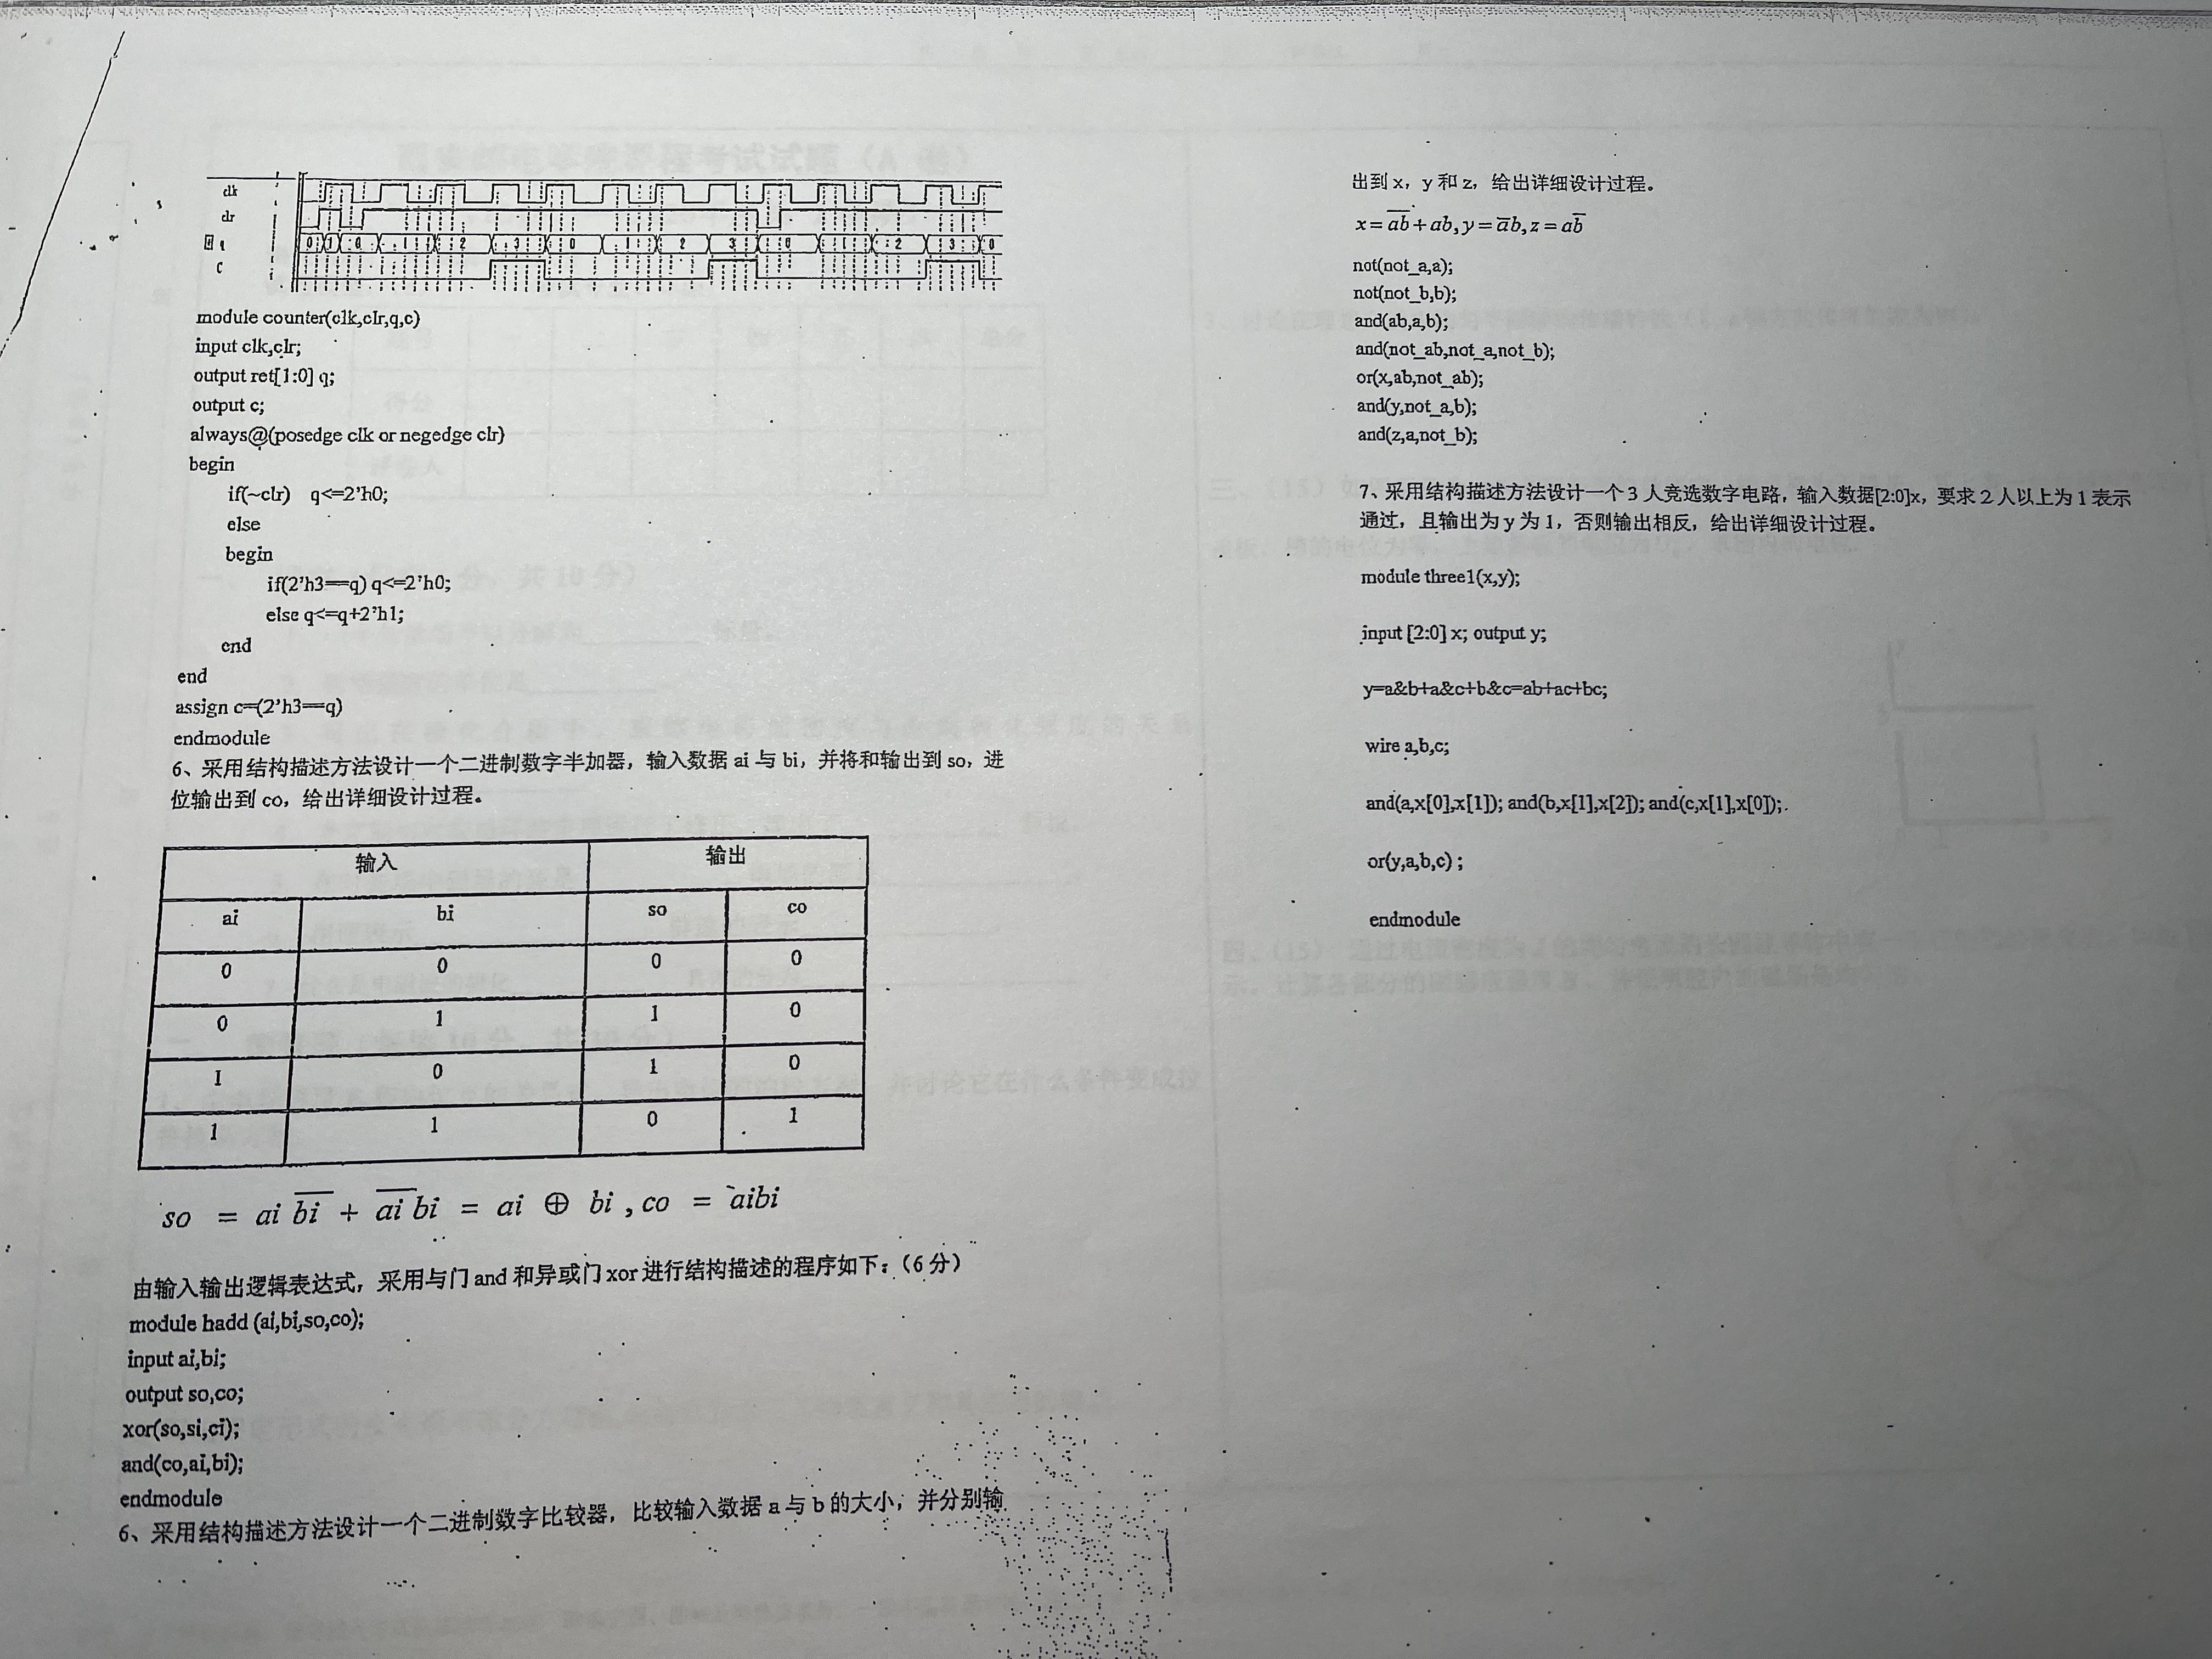 clk
clr
q 0 1 0 1 2 3 0 1 2 3 0 1 2 3 0
C
module counter(clk,clr,q,c)
input clk,clr;
output ret[1:0] q;
output c;
always@(posedge clk or negedge clr)
begin
if(~clr) q<=2'h0;
else
begin
if(2'h3==q) q<=2'h0;
else q<=q+2'h1;
end
end
assign c=(2'h3==q)
endmodule
6、采用结构描述方法设计一个二进制数字半加器，输入数据 ai 与 bi，并将和输出到 so，进
位输出到 co，给出详细设计过程。
输入 输出
ai bi so co
0 0 0 0
0 1 1 0
1 0 1 0
1 1 0 1
so = ai b̅i̅ + a̅i̅ bi = ai ⊕ bi , co = aibi
由输入输出逻辑表达式，采用与门 and 和异或门 xor 进行结构描述的程序如下：（6 分）
module hadd (ai,bi,so,co);
input ai,bi;
output so,co;
xor(so,si,ci);
and(co,ai,bi);
endmodule
6、采用结构描述方法设计一个二进制数字比较器，比较输入数据 a 与 b 的大小，并分别输
出到 x，y 和 z，给出详细设计过程。
x = a̅b̅ + ab, y = a̅b, z = ab̅
not(not_a,a);
not(not_b,b);
and(ab,a,b);
and(not_ab,not_a,not_b);
or(x,ab,not_ab);
and(y,not_a,b);
and(z,a,not_b);
7、采用结构描述方法设计一个 3 人竞选数字电路，输入数据[2:0]x，要求 2 人以上为 1 表示
通过，且输出为 y 为 1，否则输出相反，给出详细设计过程。
module three1(x,y);
input [2:0] x; output y;
y=a&b+a&c+b&c=ab+ac+bc;
wire a,b,c;
and(a,x[0],x[1]); and(b,x[1],x[2]); and(c,x[1],x[0]);
or(y,a,b,c) ;
endmodule